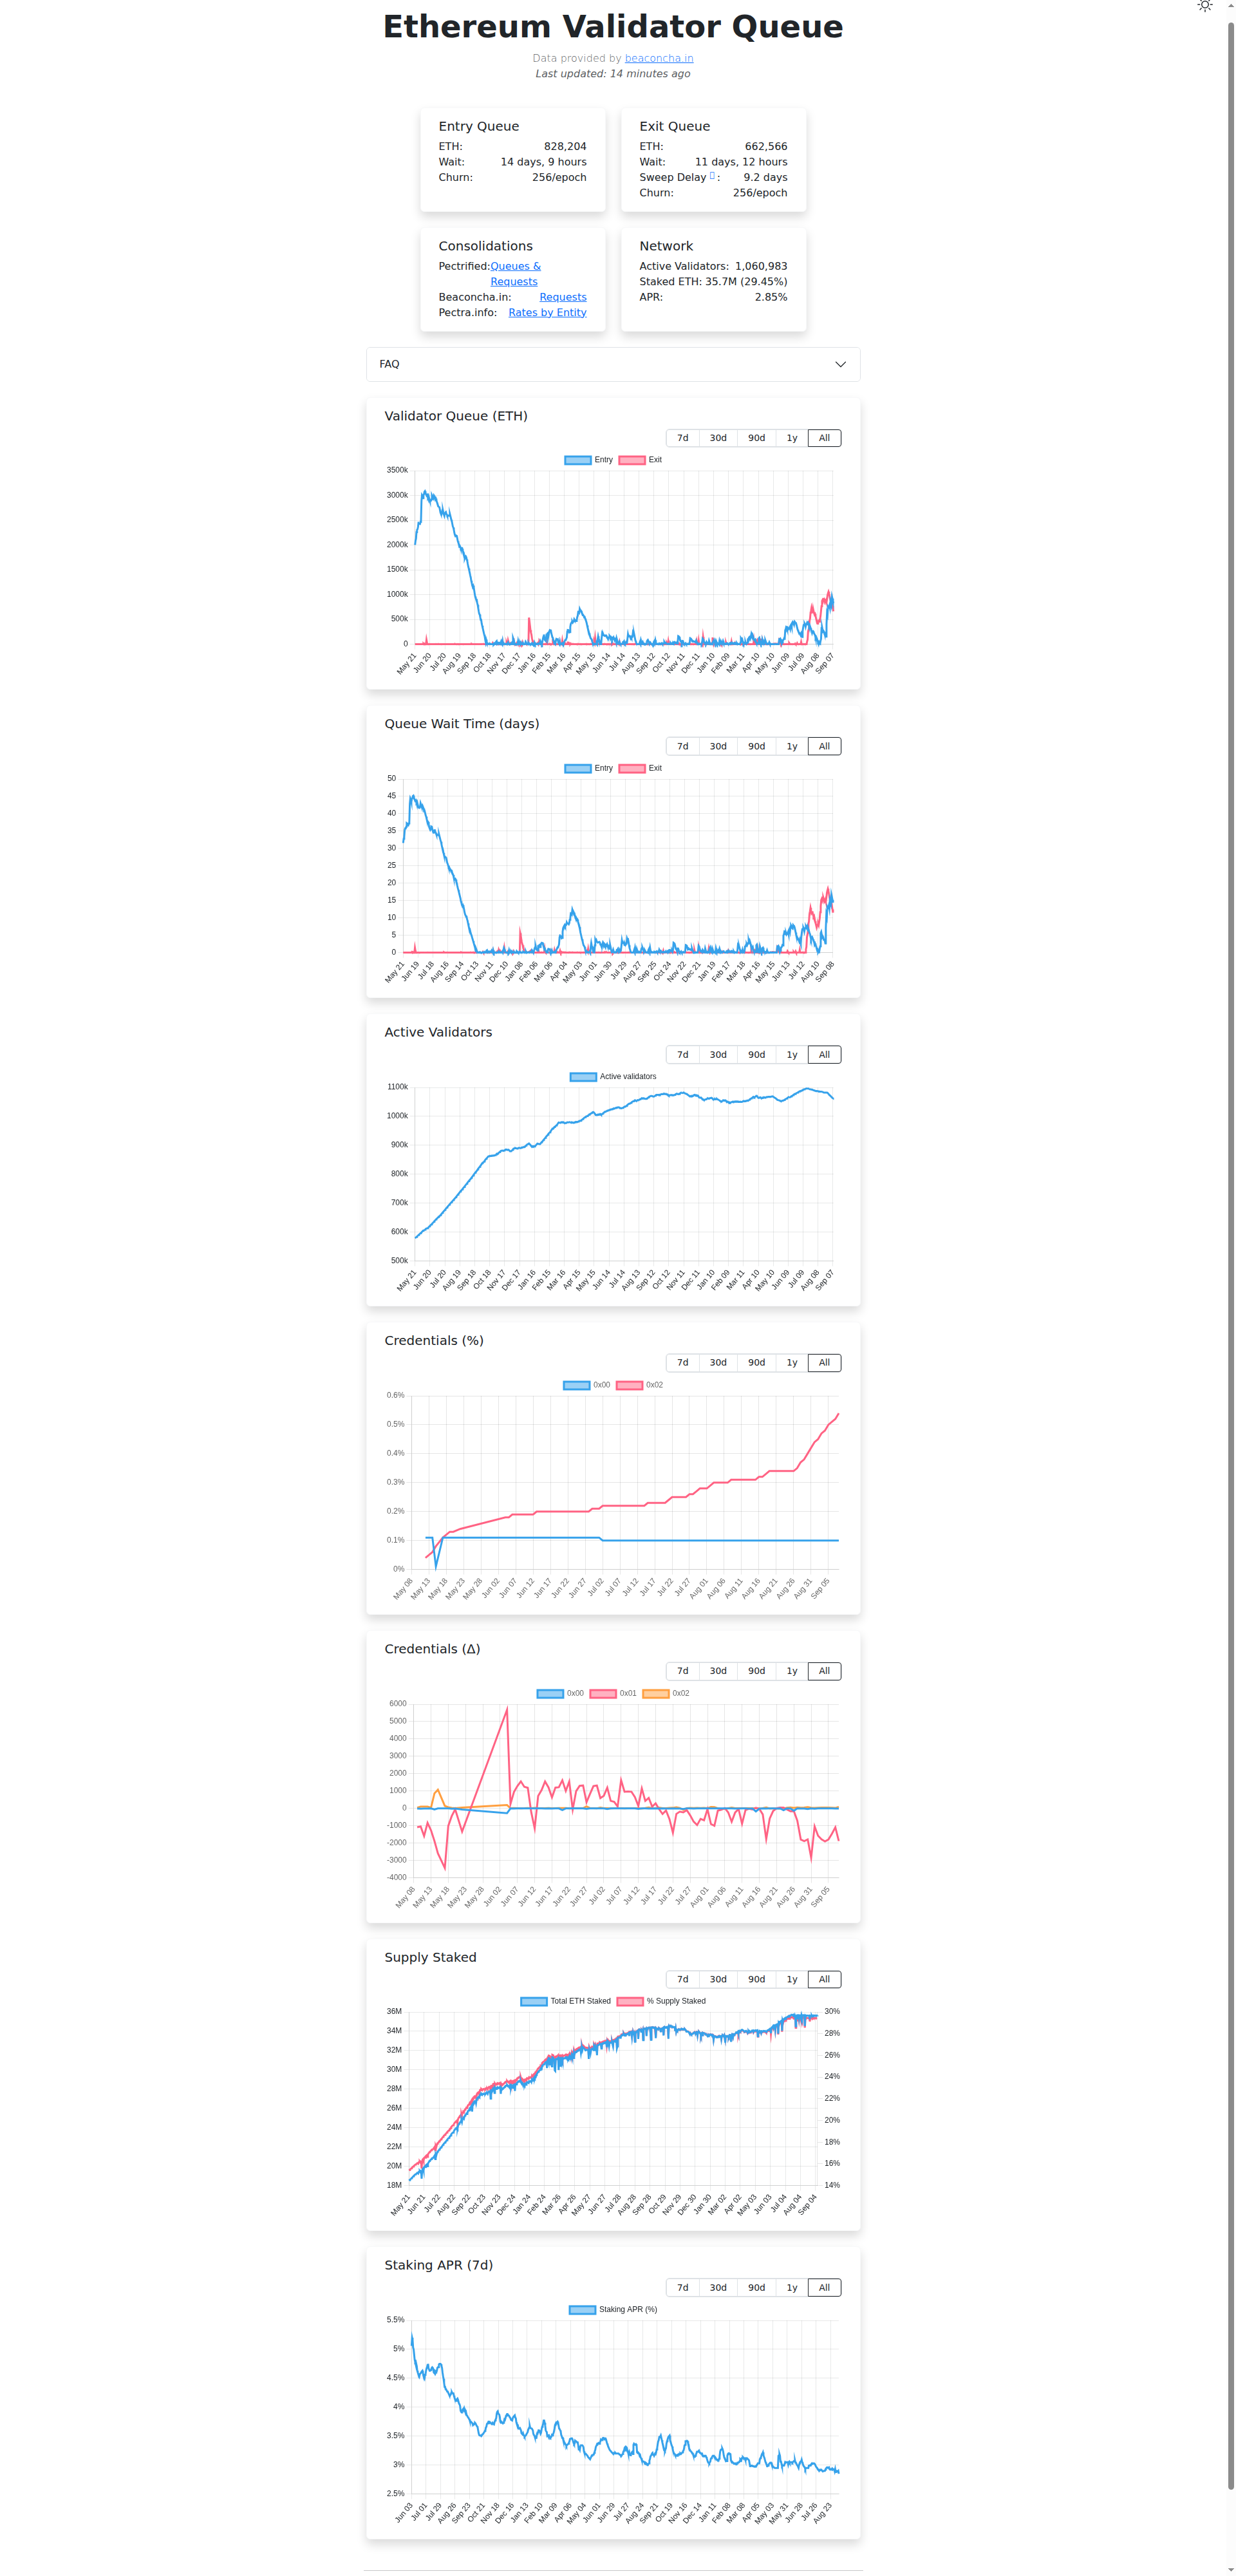 Ethereum Validator Queue
Data provided by beaconcha.in
Last updated: 14 minutes ago
Entry Queue
ETH: 828,204
Wait: 14 days, 9 hours
Churn: 256/epoch
Exit Queue
ETH: 662,566
Wait: 11 days, 12 hours
Sweep Delay : 9.2 days
Churn: 256/epoch
Consolidations
Pectrified: Queues &
Requests
Beaconcha.in: Requests
Pectra.info: Rates by Entity
Network
Active Validators: 1,060,983
Staked ETH: 35.7M (29.45%)
APR: 2.85%
FAQ
Validator Queue (ETH)
7d 30d 90d 1y All
Entry Exit
3500k
3000k
2500k
2000k
1500k
1000k
500k
0
May 21 Jun 20 Jul 20 Aug 19 Sep 18 Oct 18 Nov 17 Dec 17 Jan 16 Feb 15 Mar 16 Apr 15 May 15 Jun 14 Jul 14 Aug 13 Sep 12 Oct 12 Nov 11 Dec 11 Jan 10 Feb 09 Mar 11 Apr 10 May 10 Jun 09 Jul 09 Aug 08 Sep 07
Queue Wait Time (days)
7d 30d 90d 1y All
Entry Exit
50
45
40
35
30
25
20
15
10
5
0
May 21 Jun 19 Jul 18 Aug 16 Sep 14 Oct 13 Nov 11 Dec 10 Jan 08 Feb 06 Mar 06 Apr 04 May 03 Jun 01 Jun 30 Jul 29 Aug 27 Sep 25 Oct 24 Nov 22 Dec 21 Jan 19 Feb 17 Mar 18 Apr 16 May 15 Jun 13 Jul 12 Aug 10 Sep 08
Active Validators
7d 30d 90d 1y All
Active validators
1100k
1000k
900k
800k
700k
600k
500k
May 21 Jun 20 Jul 20 Aug 19 Sep 18 Oct 18 Nov 17 Dec 17 Jan 16 Feb 15 Mar 16 Apr 15 May 15 Jun 14 Jul 14 Aug 13 Sep 12 Oct 12 Nov 11 Dec 11 Jan 10 Feb 09 Mar 11 Apr 10 May 10 Jun 09 Jul 09 Aug 08 Sep 07
Credentials (%)
7d 30d 90d 1y All
0x00 0x02
0.6%
0.5%
0.4%
0.3%
0.2%
0.1%
0%
May 08 May 13 May 18 May 23 May 28 Jun 02 Jun 07 Jun 12 Jun 17 Jun 22 Jun 27 Jul 02 Jul 07 Jul 12 Jul 17 Jul 22 Jul 27 Aug 01 Aug 06 Aug 11 Aug 16 Aug 21 Aug 26 Aug 31 Sep 05
Credentials (Δ)
7d 30d 90d 1y All
0x00 0x01 0x02
6000
5000
4000
3000
2000
1000
0
-1000
-2000
-3000
-4000
May 08 May 13 May 18 May 23 May 28 Jun 02 Jun 07 Jun 12 Jun 17 Jun 22 Jun 27 Jul 02 Jul 07 Jul 12 Jul 17 Jul 22 Jul 27 Aug 01 Aug 06 Aug 11 Aug 16 Aug 21 Aug 26 Aug 31 Sep 05
Supply Staked
7d 30d 90d 1y All
Total ETH Staked % Supply Staked
36M 30%
34M 28%
32M 26%
30M 24%
28M 22%
26M 20%
24M 18%
22M 16%
20M 14%
18M
May 21 Jun 21 Jul 22 Aug 22 Sep 22 Oct 23 Nov 23 Dec 24 Jan 24 Feb 24 Mar 26 Apr 26 May 27 Jun 27 Jul 28 Aug 28 Sep 28 Oct 29 Nov 29 Dec 30 Jan 30 Mar 02 Apr 02 May 03 Jun 03 Jul 04 Aug 04 Sep 04
Staking APR (7d)
7d 30d 90d 1y All
Staking APR (%)
5.5%
5%
4.5%
4%
3.5%
3%
2.5%
Jun 03 Jul 01 Jul 29 Aug 26 Sep 23 Oct 21 Nov 18 Dec 16 Jan 13 Feb 10 Mar 09 Apr 06 May 04 Jun 01 Jun 29 Jul 27 Aug 24 Sep 21 Oct 19 Nov 16 Dec 14 Jan 11 Feb 08 Mar 08 Apr 05 May 03 May 31 Jun 28 Jul 26 Aug 23